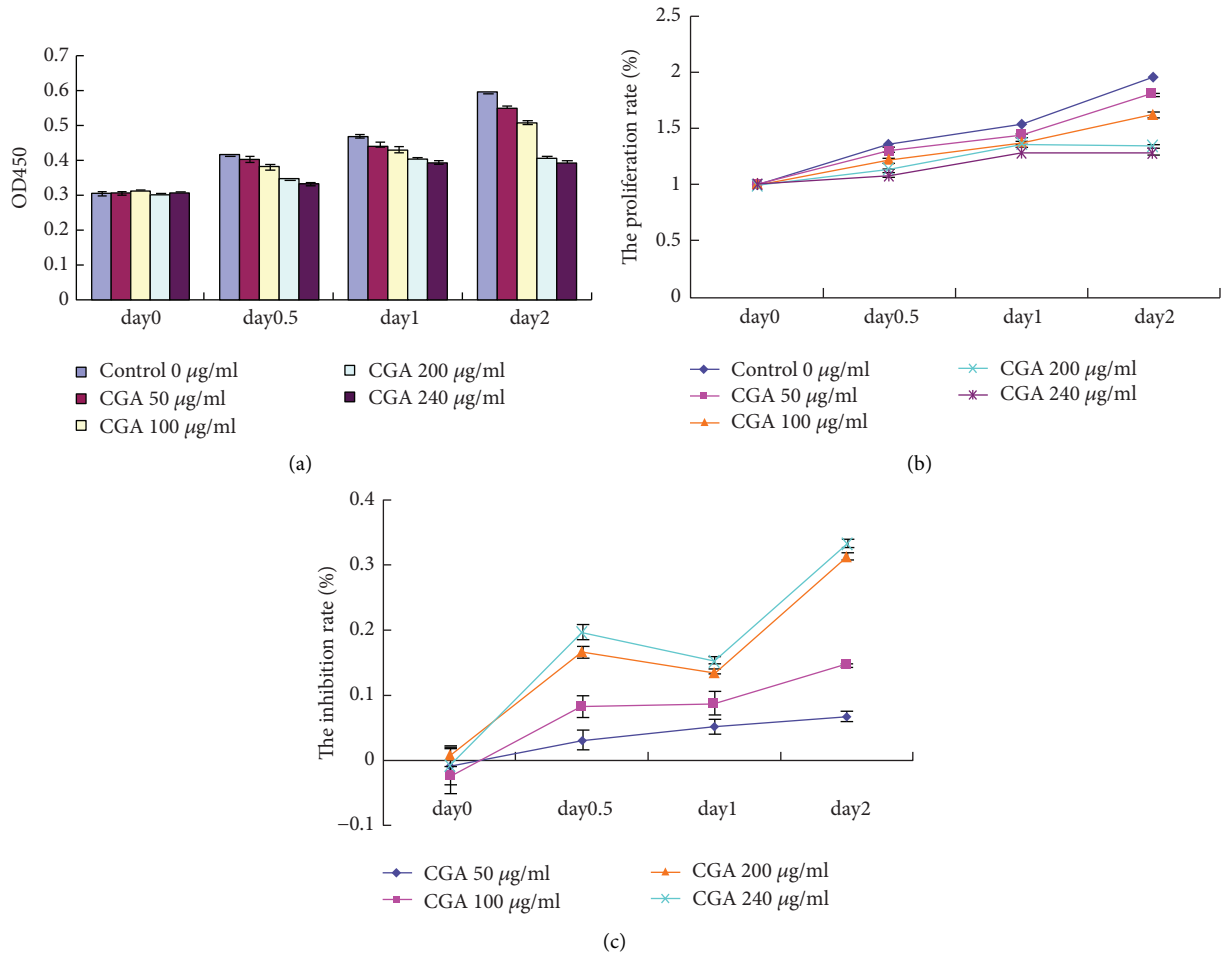 0.7
0.6
0.5
0.4
0.3
0.2
0.1
0
OD450
day0 day0.5 day1 day2
Control 0 μg/ml
CGA 50 μg/ml
CGA 100 μg/ml
CGA 200 μg/ml
CGA 240 μg/ml
(a)
2.5
2
1.5
1
0.5
1
The proliferation rate (%)
day0 day0.5 day1 day2
Control 0 μg/ml
CGA 50 μg/ml
CGA 100 μg/ml
CGA 200 μg/ml
CGA 240 μg/ml
(b)
0.4
0.3
0.2
0.1
0
−0.1
The inhibition rate (%)
day0 day0.5 day1 day2
CGA 50 μg/ml
CGA 100 μg/ml
CGA 200 μg/ml
CGA 240 μg/ml
(c)